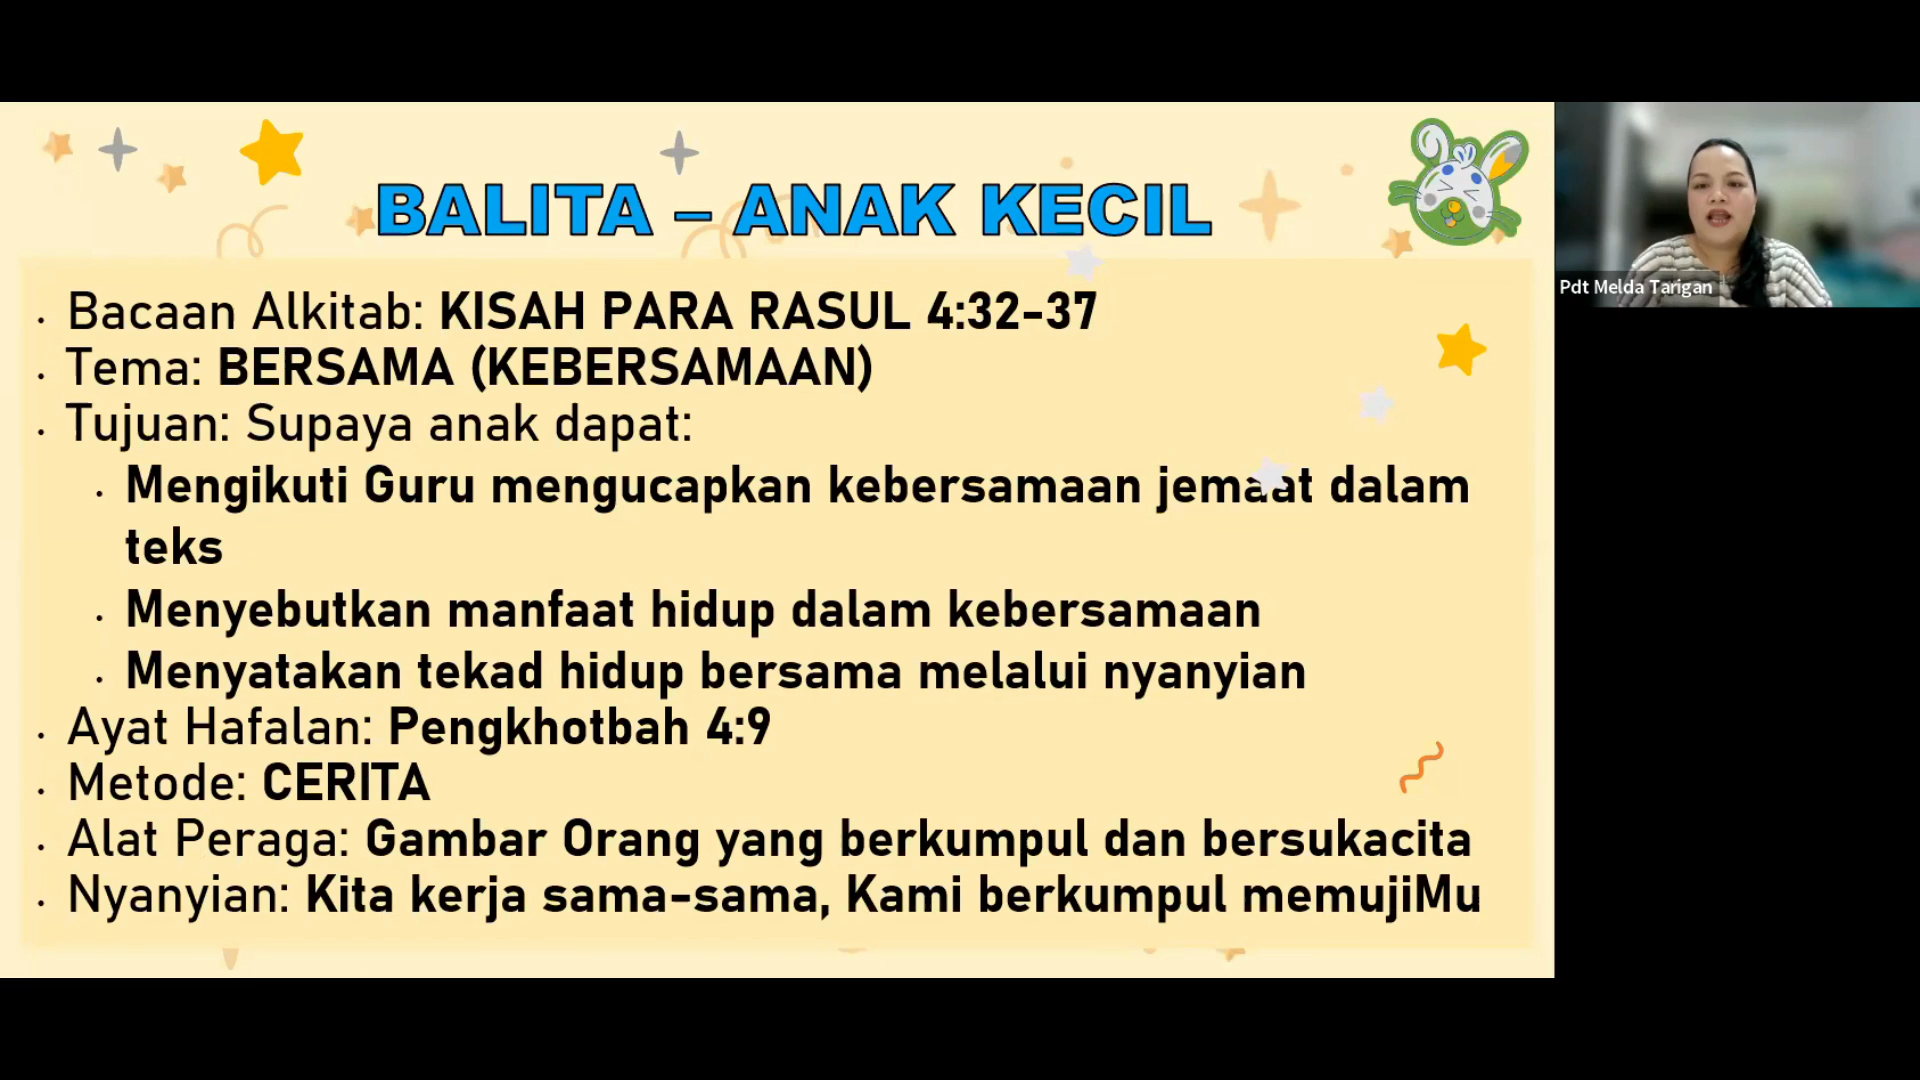 BALITA – ANAK KECIL
• Bacaan Alkitab: KISAH PARA RASUL 4:32-37
• Tema: BERSAMA (KEBERSAMAAN)
• Tujuan: Supaya anak dapat:
• Mengikuti Guru mengucapkan kebersamaan jemaat dalam
teks
• Menyebutkan manfaat hidup dalam kebersamaan
• Menyatakan tekad hidup bersama melalui nyanyian
• Ayat Hafalan: Pengkhotbah 4:9
• Metode: CERITA
• Alat Peraga: Gambar Orang yang berkumpul dan bersukacita
• Nyanyian: Kita kerja sama-sama, Kami berkumpul memujiMu
Pdt Melda Tarigan